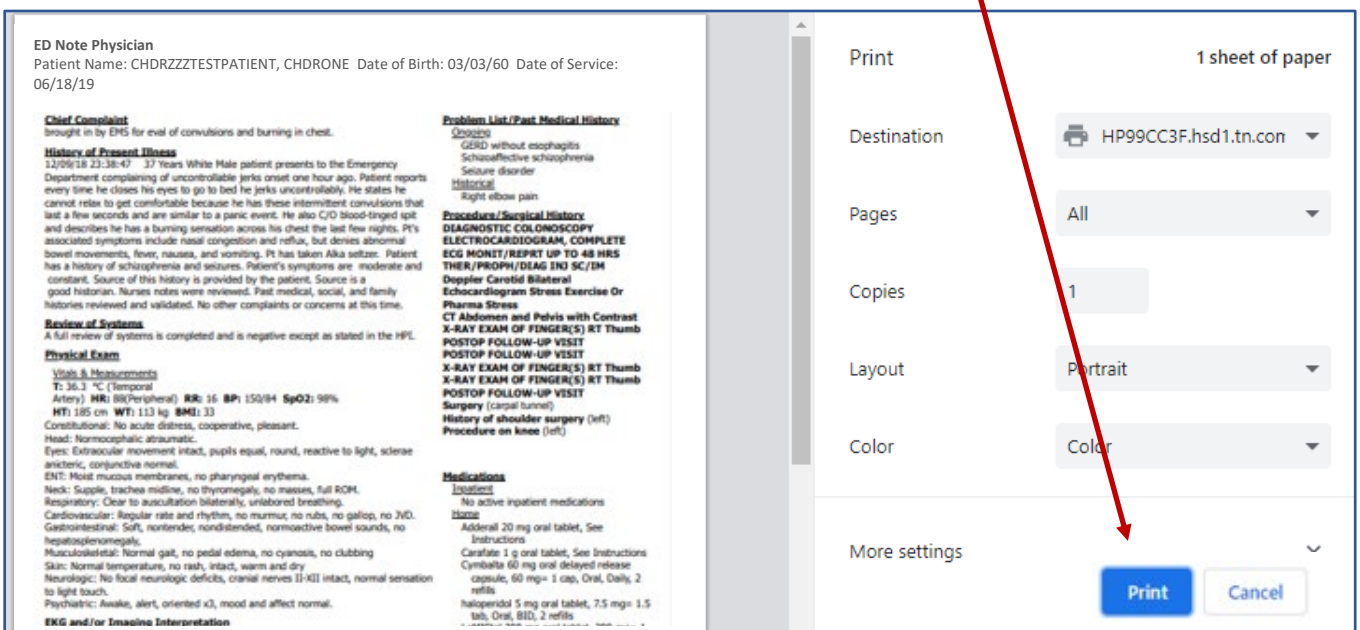 ED Note Physician
Patient Name: CHDRZZZTESTPATIENT, CHDRONE Date of Birth: 03/03/60 Date of Service:
06/18/19
Chief Complaint
brought in by EMS for eval of convulsions and burning in chest.
History of Present Illness
12/09/18 23:38:47 37 Years White Male patient presents to the Emergency
Department complaining of uncontrollable jerks onset one hour ago. Patient reports
every time he closes his eyes to go to bed he jerks uncontrollably. He states he
cannot relax to get comfortable because he has these intermittent convulsions that
last a few seconds and are similar to a panic event. He also C/O blood-tinged spit
and describes he has a burning sensation across his chest the last few nights. Pt's
associated symptoms include nasal congestion and reflux, but denies abnormal
bowel movements, fever, nausea, and vomiting. Pt has taken Alka seltzer. Patient
has a history of schizophrenia and seizures. Patient's symptoms are moderate and
constant. Source of this history is provided by the patient. Source is a
good historian. Nurses notes were reviewed. Past medical, social, and family
histories reviewed and validated. No other complaints or concerns at this time.
Review of Systems
A full review of systems is completed and is negative except as stated in the HPI.
Physical Exam
Vitals & Measurements
T: 36.3 °C (Temporal
Artery) HR: 88(Peripheral) RR: 16 BP: 150/84 SpO2: 98%
HT: 185 cm WT: 113 kg BMI: 33
Constitutional: No acute distress, cooperative, pleasant.
Head: Normocephalic atraumatic.
Eyes: Extraocular movement intact, pupils equal, round, reactive to light, sclerae
anicteric, conjunctiva normal.
ENT: Moist mucous membranes, no pharyngeal erythema.
Neck: Supple, trachea midline, no thyromegaly, no masses, full ROM.
Respiratory: Clear to auscultation bilaterally, unlabored breathing.
Cardiovascular: Regular rate and rhythm, no murmur, no rubs, no gallop, no JVD.
Gastrointestinal: Soft, nontender, nondistended, normoactive bowel sounds, no
hepatosplenomegaly,
Musculoskeletal: Normal gait, no pedal edema, no cyanosis, no clubbing
Skin: Normal temperature, no rash, intact, warm and dry
Neurologic: No focal neurologic deficits, cranial nerves II-XII intact, normal sensation
to light touch.
Psychiatric: Awake, alert, oriented x3, mood and affect normal.
EKG and/or Imaging Interpretation
Problem List/Past Medical History
Ongoing
GERD without esophagitis
Schizoaffective schizophrenia
Seizure disorder
Historical
Right elbow pain
Procedure/Surgical History
DIAGNOSTIC COLONOSCOPY
ELECTROCARDIOGRAM, COMPLETE
ECG MONIT/REPRT UP TO 48 HRS
THER/PROPH/DIAG INJ SC/IM
Doppler Carotid Bilateral
Echocardiogram Stress Exercise Or
Pharma Stress
CT Abdomen and Pelvis with Contrast
X-RAY EXAM OF FINGER(S) RT Thumb
POSTOP FOLLOW-UP VISIT
POSTOP FOLLOW-UP VISIT
X-RAY EXAM OF FINGER(S) RT Thumb
X-RAY EXAM OF FINGER(S) RT Thumb
POSTOP FOLLOW-UP VISIT
Surgery (carpal tunnel)
History of shoulder surgery (left)
Procedure on knee (left)
Medications
Inpatient
No active inpatient medications
Home
Adderall 20 mg oral tablet, See
Instructions
Carafate 1 g oral tablet, See Instructions
Cymbalta 60 mg oral delayed release
capsule, 60 mg= 1 cap, Oral, Daily, 2
refills
haloperidol 5 mg oral tablet, 7.5 mg= 1.5
tab, Oral, BID, 2 refills
Print 1 sheet of paper
Destination HP99CC3F.hsd1.tn.com
Pages All
Copies 1
Layout Portrait
Color Color
More settings
Print Cancel